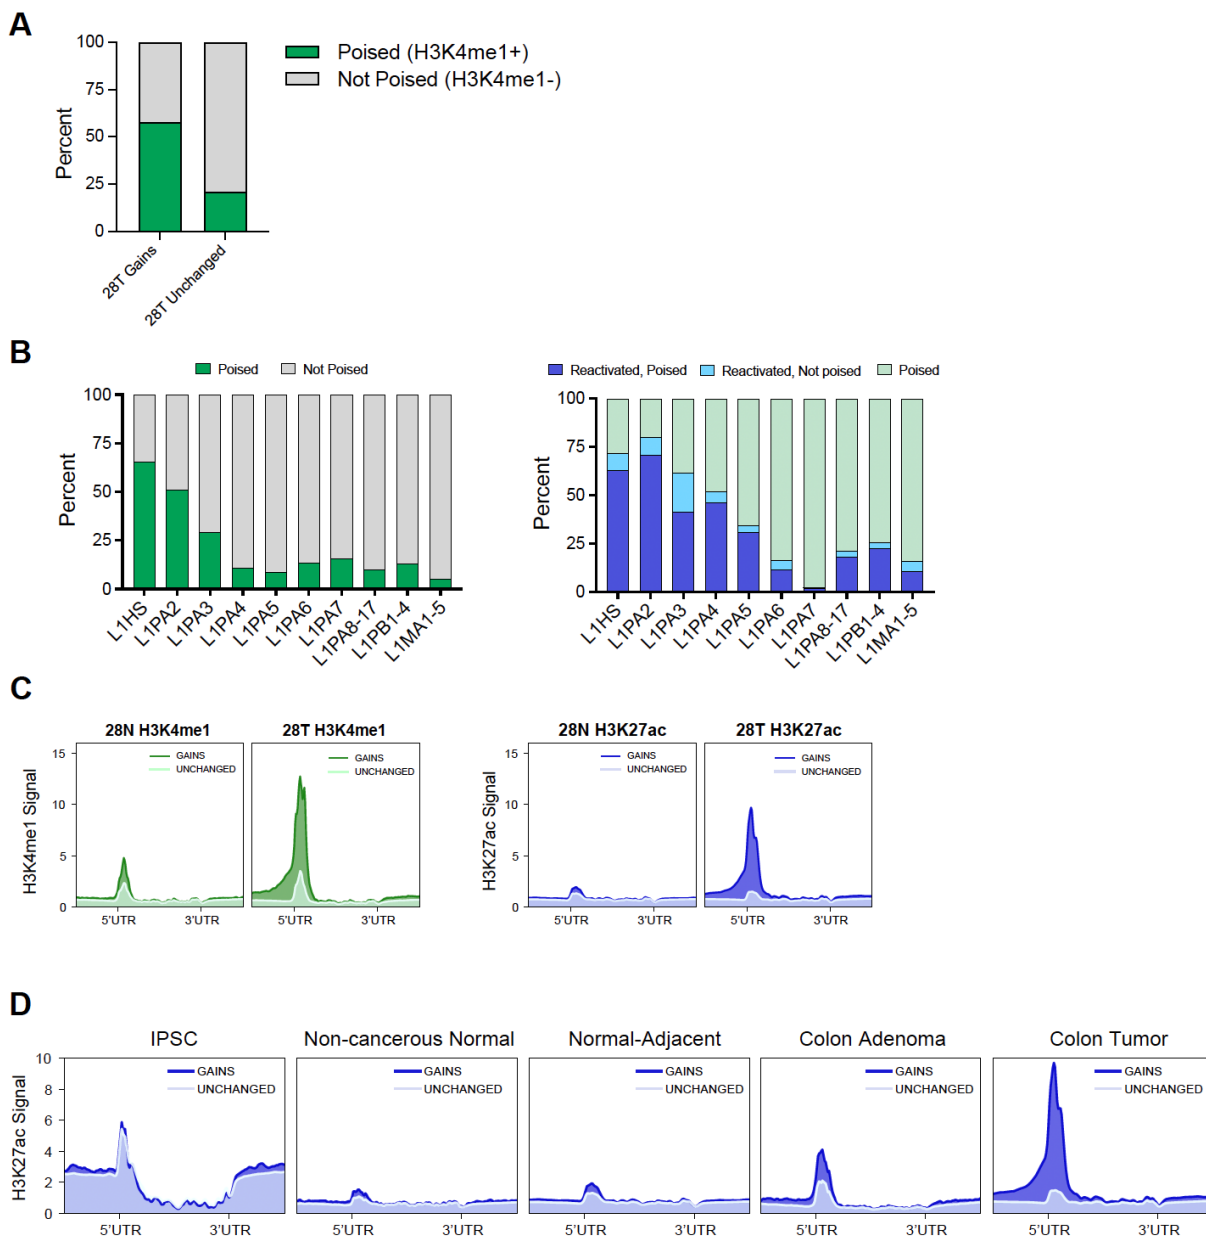 A
100
75
50
25
0
Percent
28T Gains
28T Unchanged
Poised (H3K4me1+)
Not Poised (H3K4me1-)
B
Poised
Not Poised
100
75
50
25
0
Percent
L1HS
L1PA2
L1PA3
L1PA4
L1PA5
L1PA6
L1PA7
L1PA8-17
L1PB1-4
L1MA1-5
Reactivated, Poised
Reactivated, Not poised
Poised
100
75
50
25
0
Percent
L1HS
L1PA2
L1PA3
L1PA4
L1PA5
L1PA6
L1PA7
L1PA8-17
L1PB1-4
L1MA1-5
C
28N H3K4me1
15
10
5
0
H3K4me1 Signal
GAINS
UNCHANGED
5'UTR
3'UTR
28T H3K4me1
GAINS
UNCHANGED
5'UTR
3'UTR
28N H3K27ac
15
10
5
0
H3K27ac Signal
GAINS
UNCHANGED
5'UTR
3'UTR
28T H3K27ac
GAINS
UNCHANGED
5'UTR
3'UTR
D
IPSC
10
8
6
4
2
0
H3K27ac Signal
GAINS
UNCHANGED
5'UTR
3'UTR
Non-cancerous Normal
GAINS
UNCHANGED
5'UTR
3'UTR
Normal-Adjacent
GAINS
UNCHANGED
5'UTR
3'UTR
Colon Adenoma
GAINS
UNCHANGED
5'UTR
3'UTR
Colon Tumor
GAINS
UNCHANGED
5'UTR
3'UTR